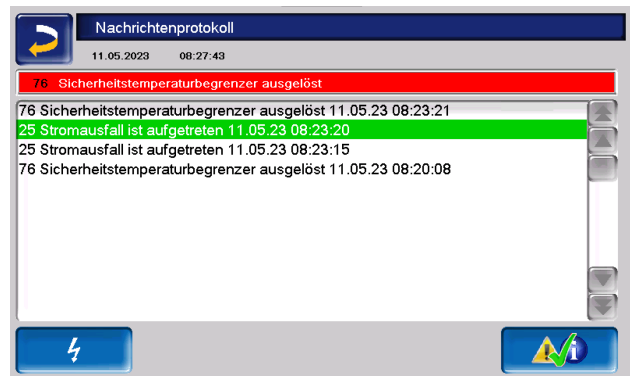 Nachrichtenprotokoll
11.05.2023 08:27:43
76 Sicherheitstemperaturbegrenzer ausgelöst
76 Sicherheitstemperaturbegrenzer ausgelöst 11.05.23 08:23:21
25 Stromausfall ist aufgetreten 11.05.23 08:23:20
25 Stromausfall ist aufgetreten 11.05.23 08:23:15
76 Sicherheitstemperaturbegrenzer ausgelöst 11.05.23 08:20:08